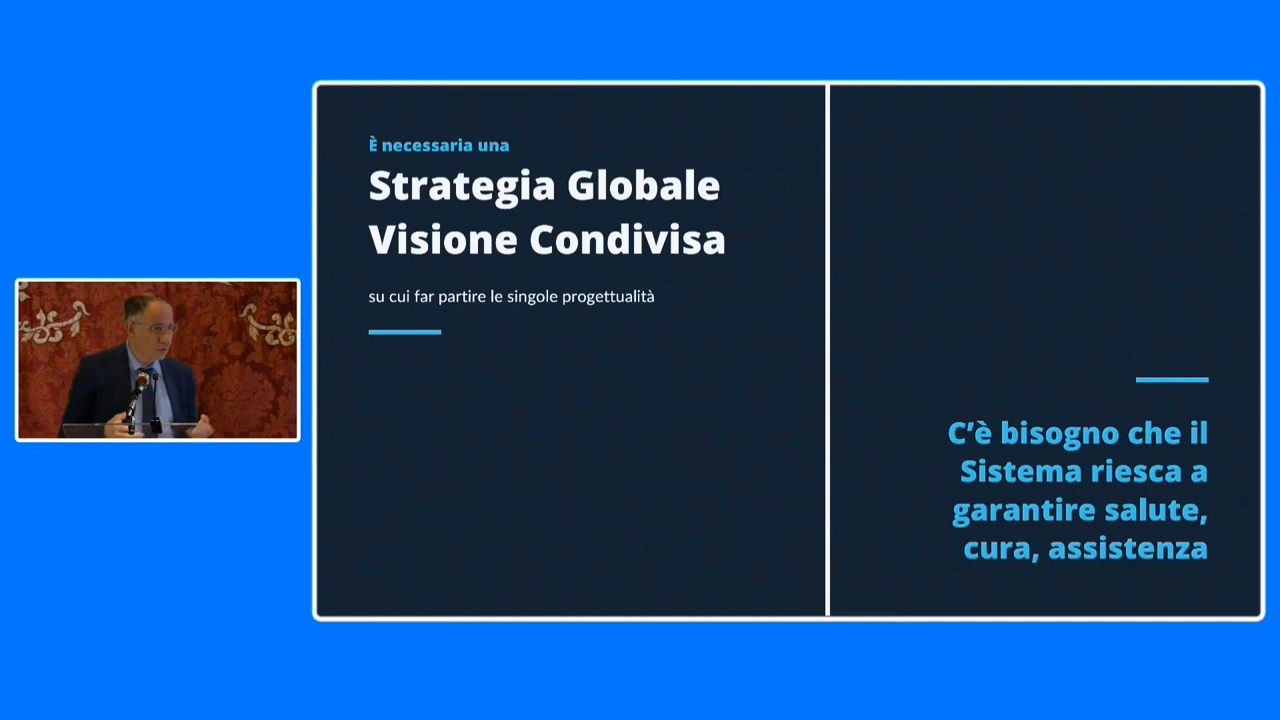 È necessaria una
Strategia Globale
Visione Condivisa
su cui far partire le singole progettualità
C’è bisogno che il
Sistema riesca a
garantire salute,
cura, assistenza